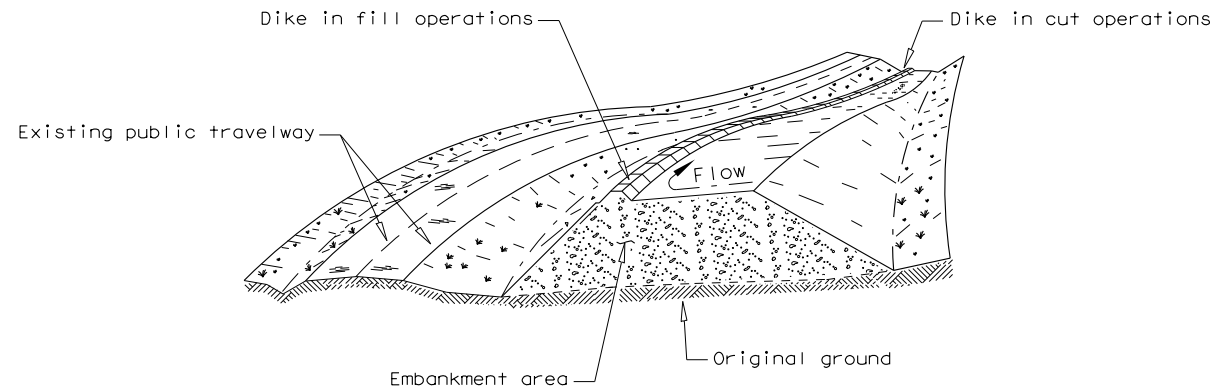 Dike in fill operations
Dike in cut operations
Existing public travelway
Flow
Original ground
Embankment area